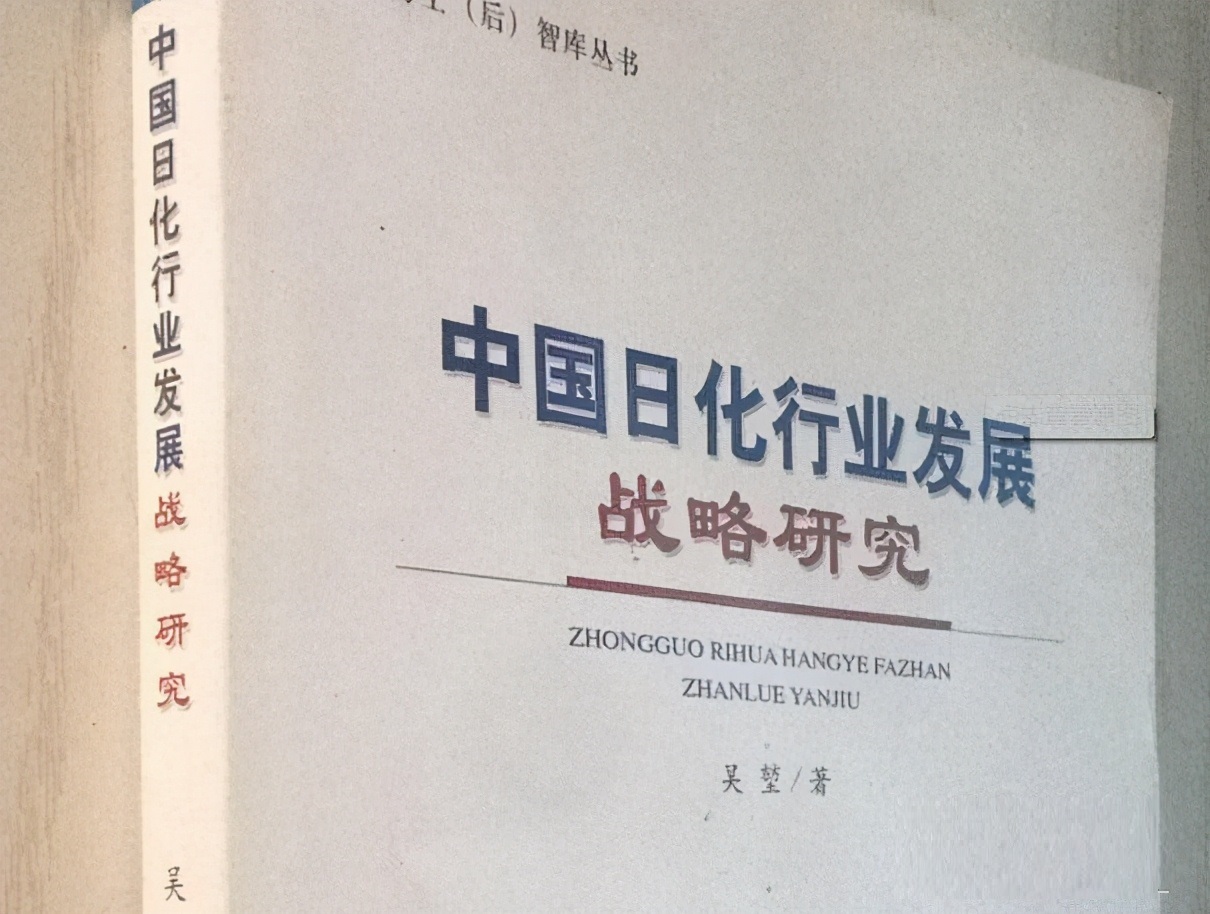 中国日化行业发展战略研究
吴
（后）智库丛书
中国日化行业发展
战略研究
ZHONGGUO RIHUA HANGYE FAZHAN
ZHANLUE YANJIU
吴堃/著